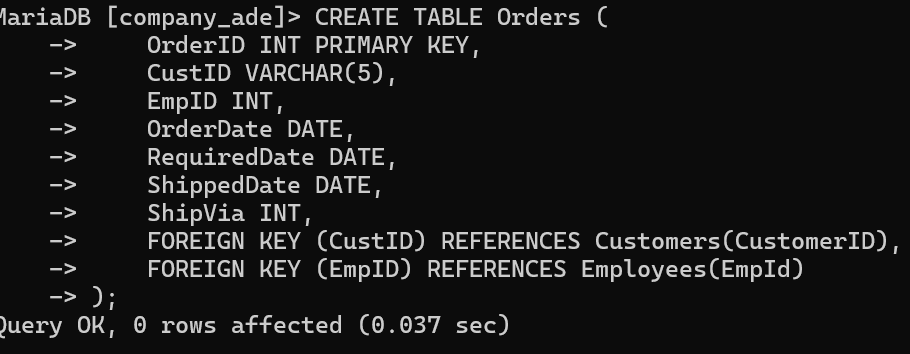 MariaDB [company_ade]> CREATE TABLE Orders (
    ->     OrderID INT PRIMARY KEY,
    ->     CustID VARCHAR(5),
    ->     EmpID INT,
    ->     OrderDate DATE,
    ->     RequiredDate DATE,
    ->     ShippedDate DATE,
    ->     ShipVia INT,
    ->     FOREIGN KEY (CustID) REFERENCES Customers(CustomerID),
    ->     FOREIGN KEY (EmpID) REFERENCES Employees(EmpId)
    -> );
Query OK, 0 rows affected (0.037 sec)